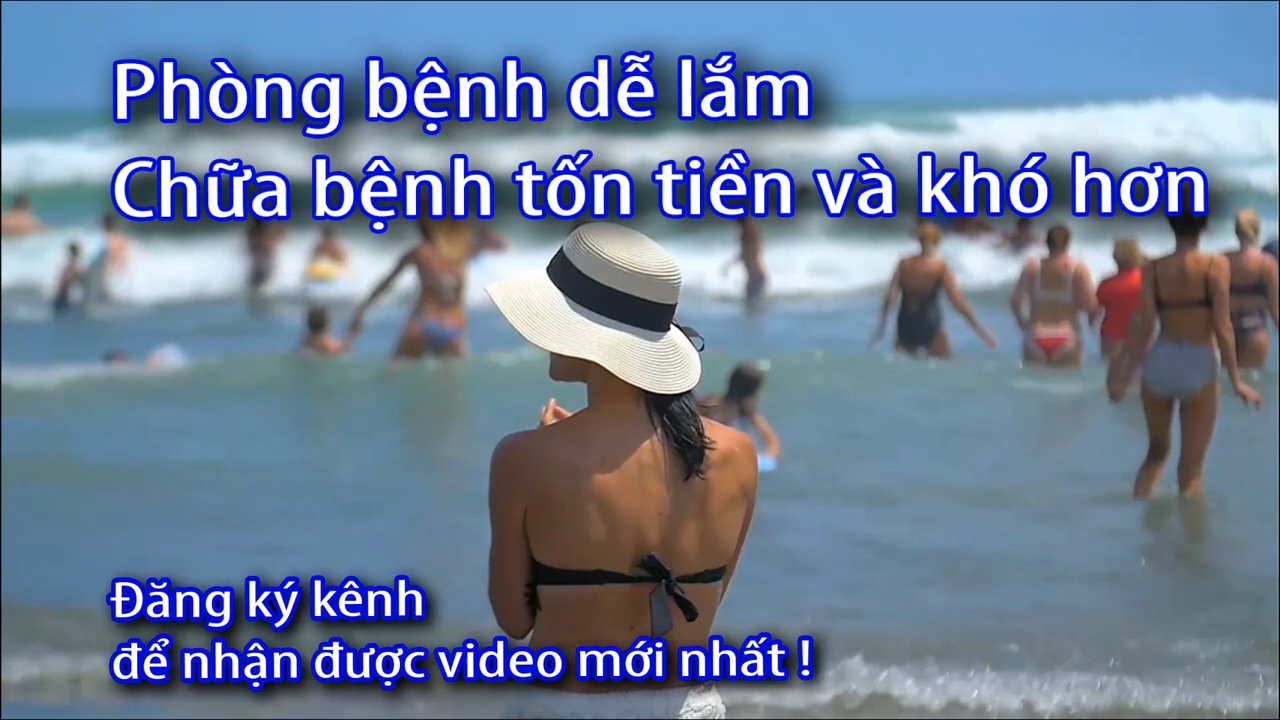 Phòng bệnh dễ lắm
Chữa bệnh tốn tiền và khó hơn
Đăng ký kênh
để nhận được video mới nhất !